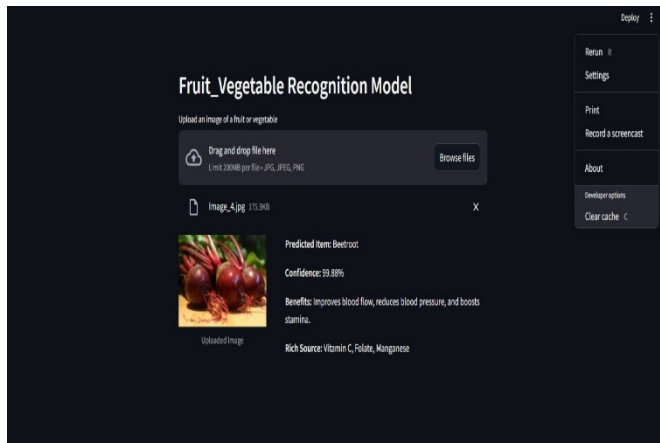 Deploy
Rerun R
Settings
Print
Record a screencast
About
Developer options
Clear cache C
Fruit_Vegetable Recognition Model
Upload an image of a fruit or vegetable
Drag and drop file here
Limit 200MB per file • JPG, JPEG, PNG
Browse files
Image_4.jpg 175.9KB
X
Predicted Item: Beetroot
Confidence: 99.88%
Benefits: Improves blood flow, reduces blood pressure, and boosts
stamina.
Rich Source: Vitamin C, Folate, Manganese
Uploaded Image